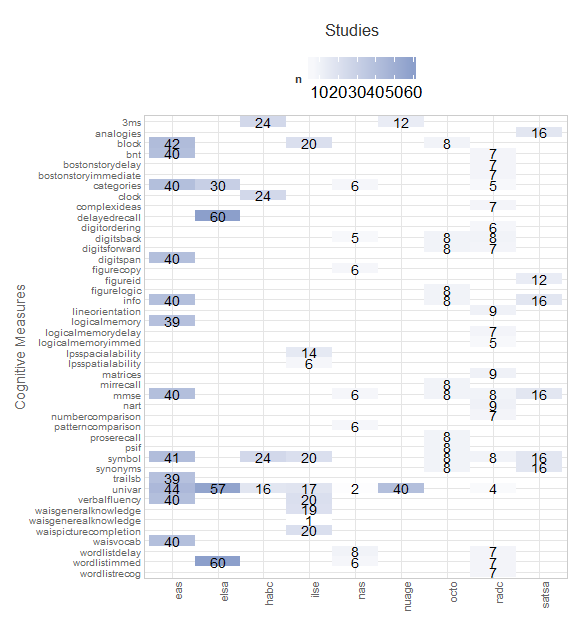 Studies
n
102030405060
Cognitive Measures
3ms 24 12
analogies 16
block 42 20 8
bnt 40 7
bostonstorydelay 7
bostonstoryimmediate 7
categories 40 30 6 5
clock 24
complexideas 7
delayedrecall 60
digitordering 6
digitsback 5 8 8
digitsforward 8 7
digitspan 40
figurecopy 6
figureid 12
figurelogic 8
info 40 8 16
lineorientation 9
logicalmemory 39
logicalmemorydelay 7
logicalmemoryimmed 5
lpsspacialability 14
lpsspatialability 6
matrices 9
mirrecall 8
mmse 40 6 8 8 16
nart 9
numbercomparison 7
patterncomparison 6
proserecall 8
psif 8
symbol 41 24 20 8 8 16
synonyms 8 16
trailsb 39
univar 44 57 16 17 2 40 4
verbalfluency 40 20
waisgeneralknowledge 19
waisgenerealknowledge 1
waispicturecompletion 20
waisvocab 40
wordlistdelay 8 7
wordlistimmed 60 6 7
wordlistrecog 7
eas elsa habc ilse nas nuage octo radc satsa